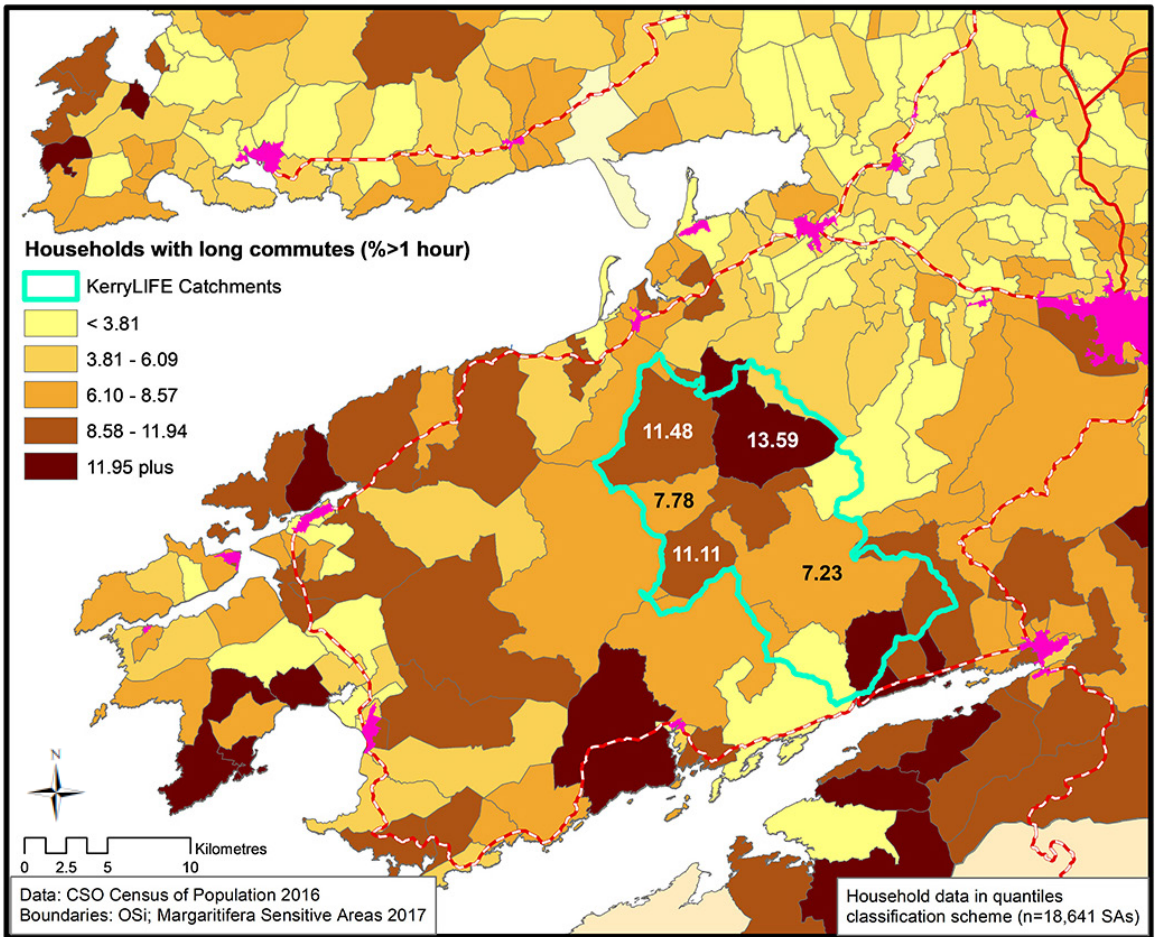 Households with long commutes (%>1 hour)
KerryLIFE Catchments
< 3.81
3.81 - 6.09
6.10 - 8.57
8.58 - 11.94
11.95 plus
11.48
13.59
7.78
11.11
7.23
N
Kilometres
0 2.5 5 10
Data: CSO Census of Population 2016
Boundaries: OSi; Margaritifera Sensitive Areas 2017
Household data in quantiles
classification scheme (n=18,641 SAs)